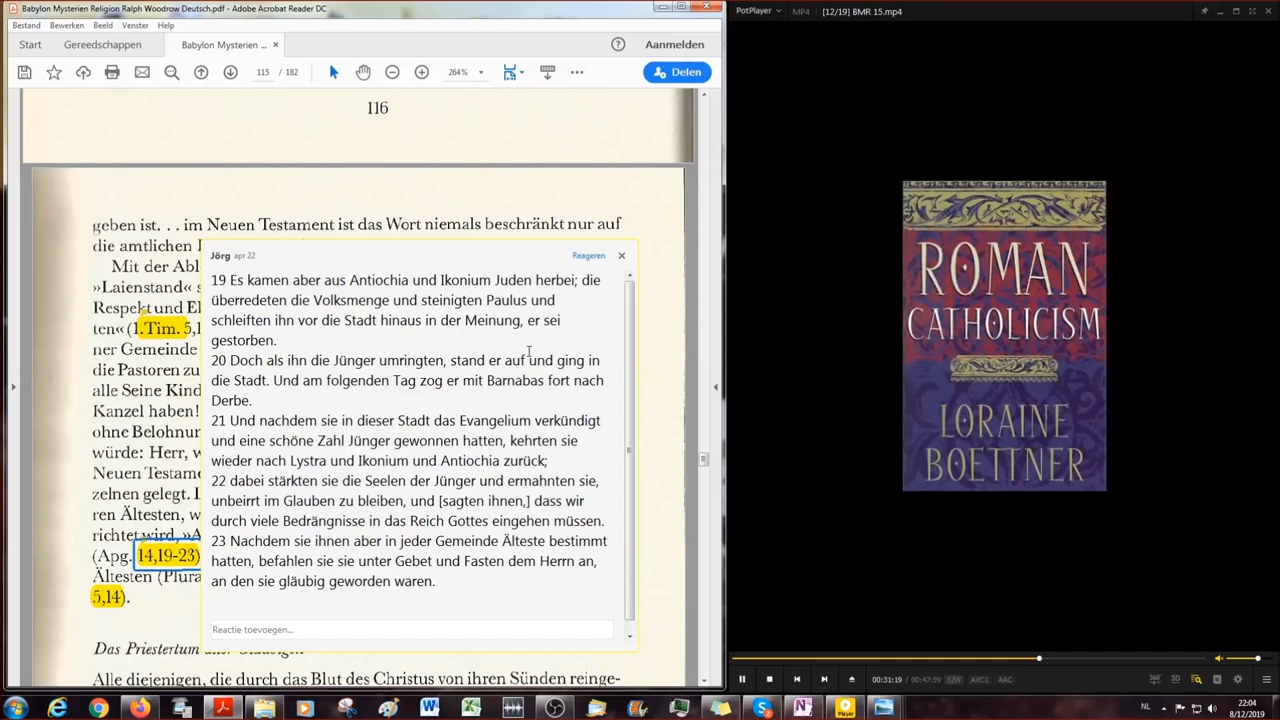 Babylon Mysterien Religion Ralph Woodrow Deutsch.pdf - Adobe Acrobat Reader DC
Bestand Bewerken Beeld Venster Help
Start Gereedschappen Babylon Mysterien ... Aanmelden
115 / 182 264% Delen
116
geben ist. . . im Neuen Testament ist das Wort niemals beschränkt nur auf
die amtlichen
Mit der Abl
»Laienstand« s
Respekt und El
ten« (1.Tim. 5,1
ner Gemeinde
die Pastoren zu
alle Seine Kind
Kanzel haben!
ohne Belohnun
würde: Herr, w
Neuen Testame
zelnen gelegt. I
ren Ältesten, w
richtet wird, »A
(Apg. 14,19-23)
Ältesten (Plura
5,14).
Das Priestertum aller Gläubigen
Alle diejenigen, die durch das Blut des Christus von ihren Sünden reinge-
Jörg apr 22 Reageren
19 Es kamen aber aus Antiochia und Ikonium Juden herbei; die
überredeten die Volksmenge und steinigten Paulus und
schleiften ihn vor die Stadt hinaus in der Meinung, er sei
gestorben.
20 Doch als ihn die Jünger umringten, stand er auf und ging in
die Stadt. Und am folgenden Tag zog er mit Barnabas fort nach
Derbe.
21 Und nachdem sie in dieser Stadt das Evangelium verkündigt
und eine schöne Zahl Jünger gewonnen hatten, kehrten sie
wieder nach Lystra und Ikonium und Antiochia zurück;
22 dabei stärkten sie die Seelen der Jünger und ermahnten sie,
unbeirrt im Glauben zu bleiben, und [sagten ihnen,] dass wir
durch viele Bedrängnisse in das Reich Gottes eingehen müssen.
23 Nachdem sie ihnen aber in jeder Gemeinde Älteste bestimmt
hatten, befahlen sie sie unter Gebet und Fasten dem Herrn an,
an den sie gläubig geworden waren.
Reactie toevoegen...
PotPlayer MP4 [12/19] BMR 15.mp4
ROMAN
CATHOLICISM
LORAINE
BOETTNER
00:31:19 / 00:47:59 S/W AVC1 AAC
360° 3D
NL 22:04
8/12/2019